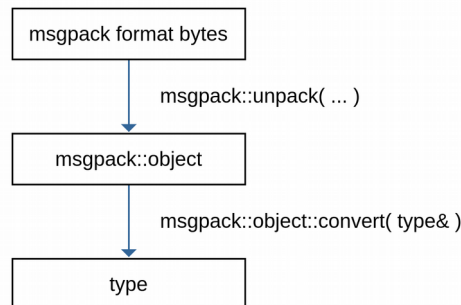 msgpack format bytes
msgpack::unpack( ... )
msgpack::object
msgpack::object::convert( type& )
type